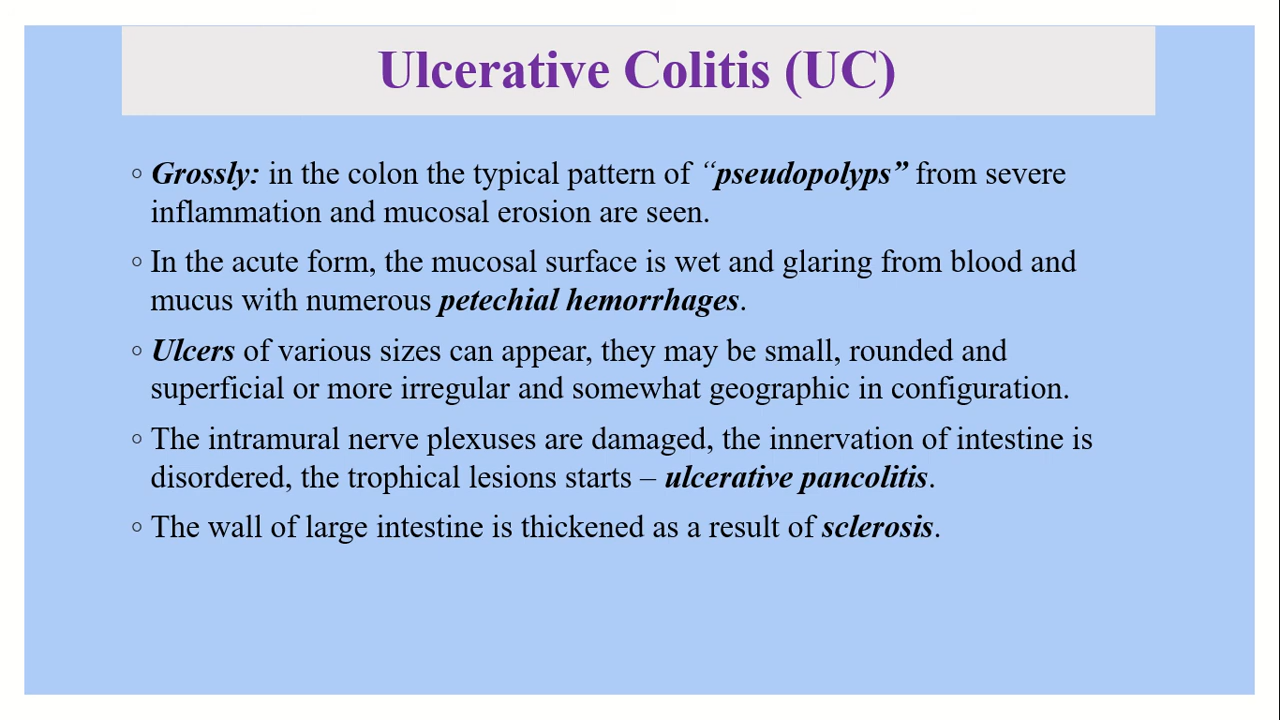 Ulcerative Colitis (UC)
◦ Grossly: in the colon the typical pattern of “pseudopolyps” from severe
inflammation and mucosal erosion are seen.
◦ In the acute form, the mucosal surface is wet and glaring from blood and
mucus with numerous petechial hemorrhages.
◦ Ulcers of various sizes can appear, they may be small, rounded and
superficial or more irregular and somewhat geographic in configuration.
◦ The intramural nerve plexuses are damaged, the innervation of intestine is
disordered, the trophical lesions starts – ulcerative pancolitis.
◦ The wall of large intestine is thickened as a result of sclerosis.